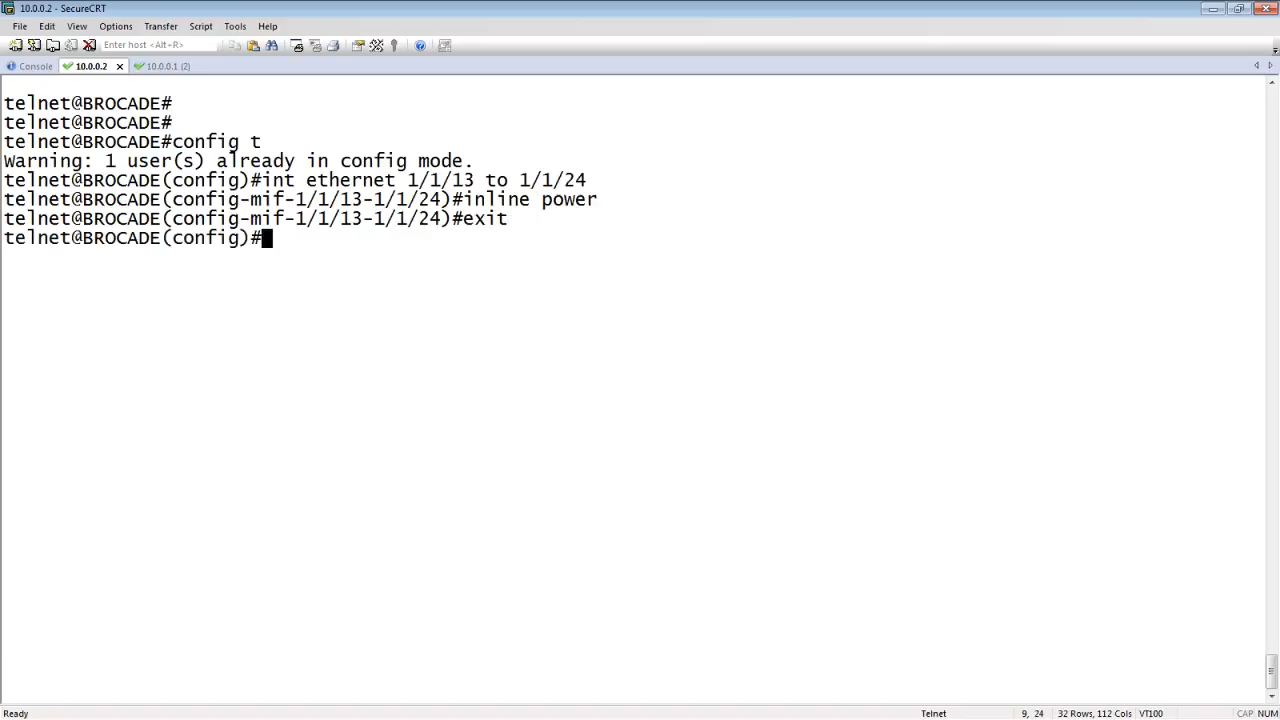 10.0.0.2 - SecureCRT
File Edit View Options Transfer Script Tools Help
Enter host <Alt+R>
Console 10.0.0.2 10.0.0.1 (2)
telnet@BROCADE#
telnet@BROCADE#
telnet@BROCADE#config t
Warning: 1 user(s) already in config mode.
telnet@BROCADE(config)#int ethernet 1/1/13 to 1/1/24
telnet@BROCADE(config-mif-1/1/13-1/1/24)#inline power
telnet@BROCADE(config-mif-1/1/13-1/1/24)#exit
telnet@BROCADE(config)#
Ready Telnet 9, 24 32 Rows, 112 Cols VT100 CAP NUM